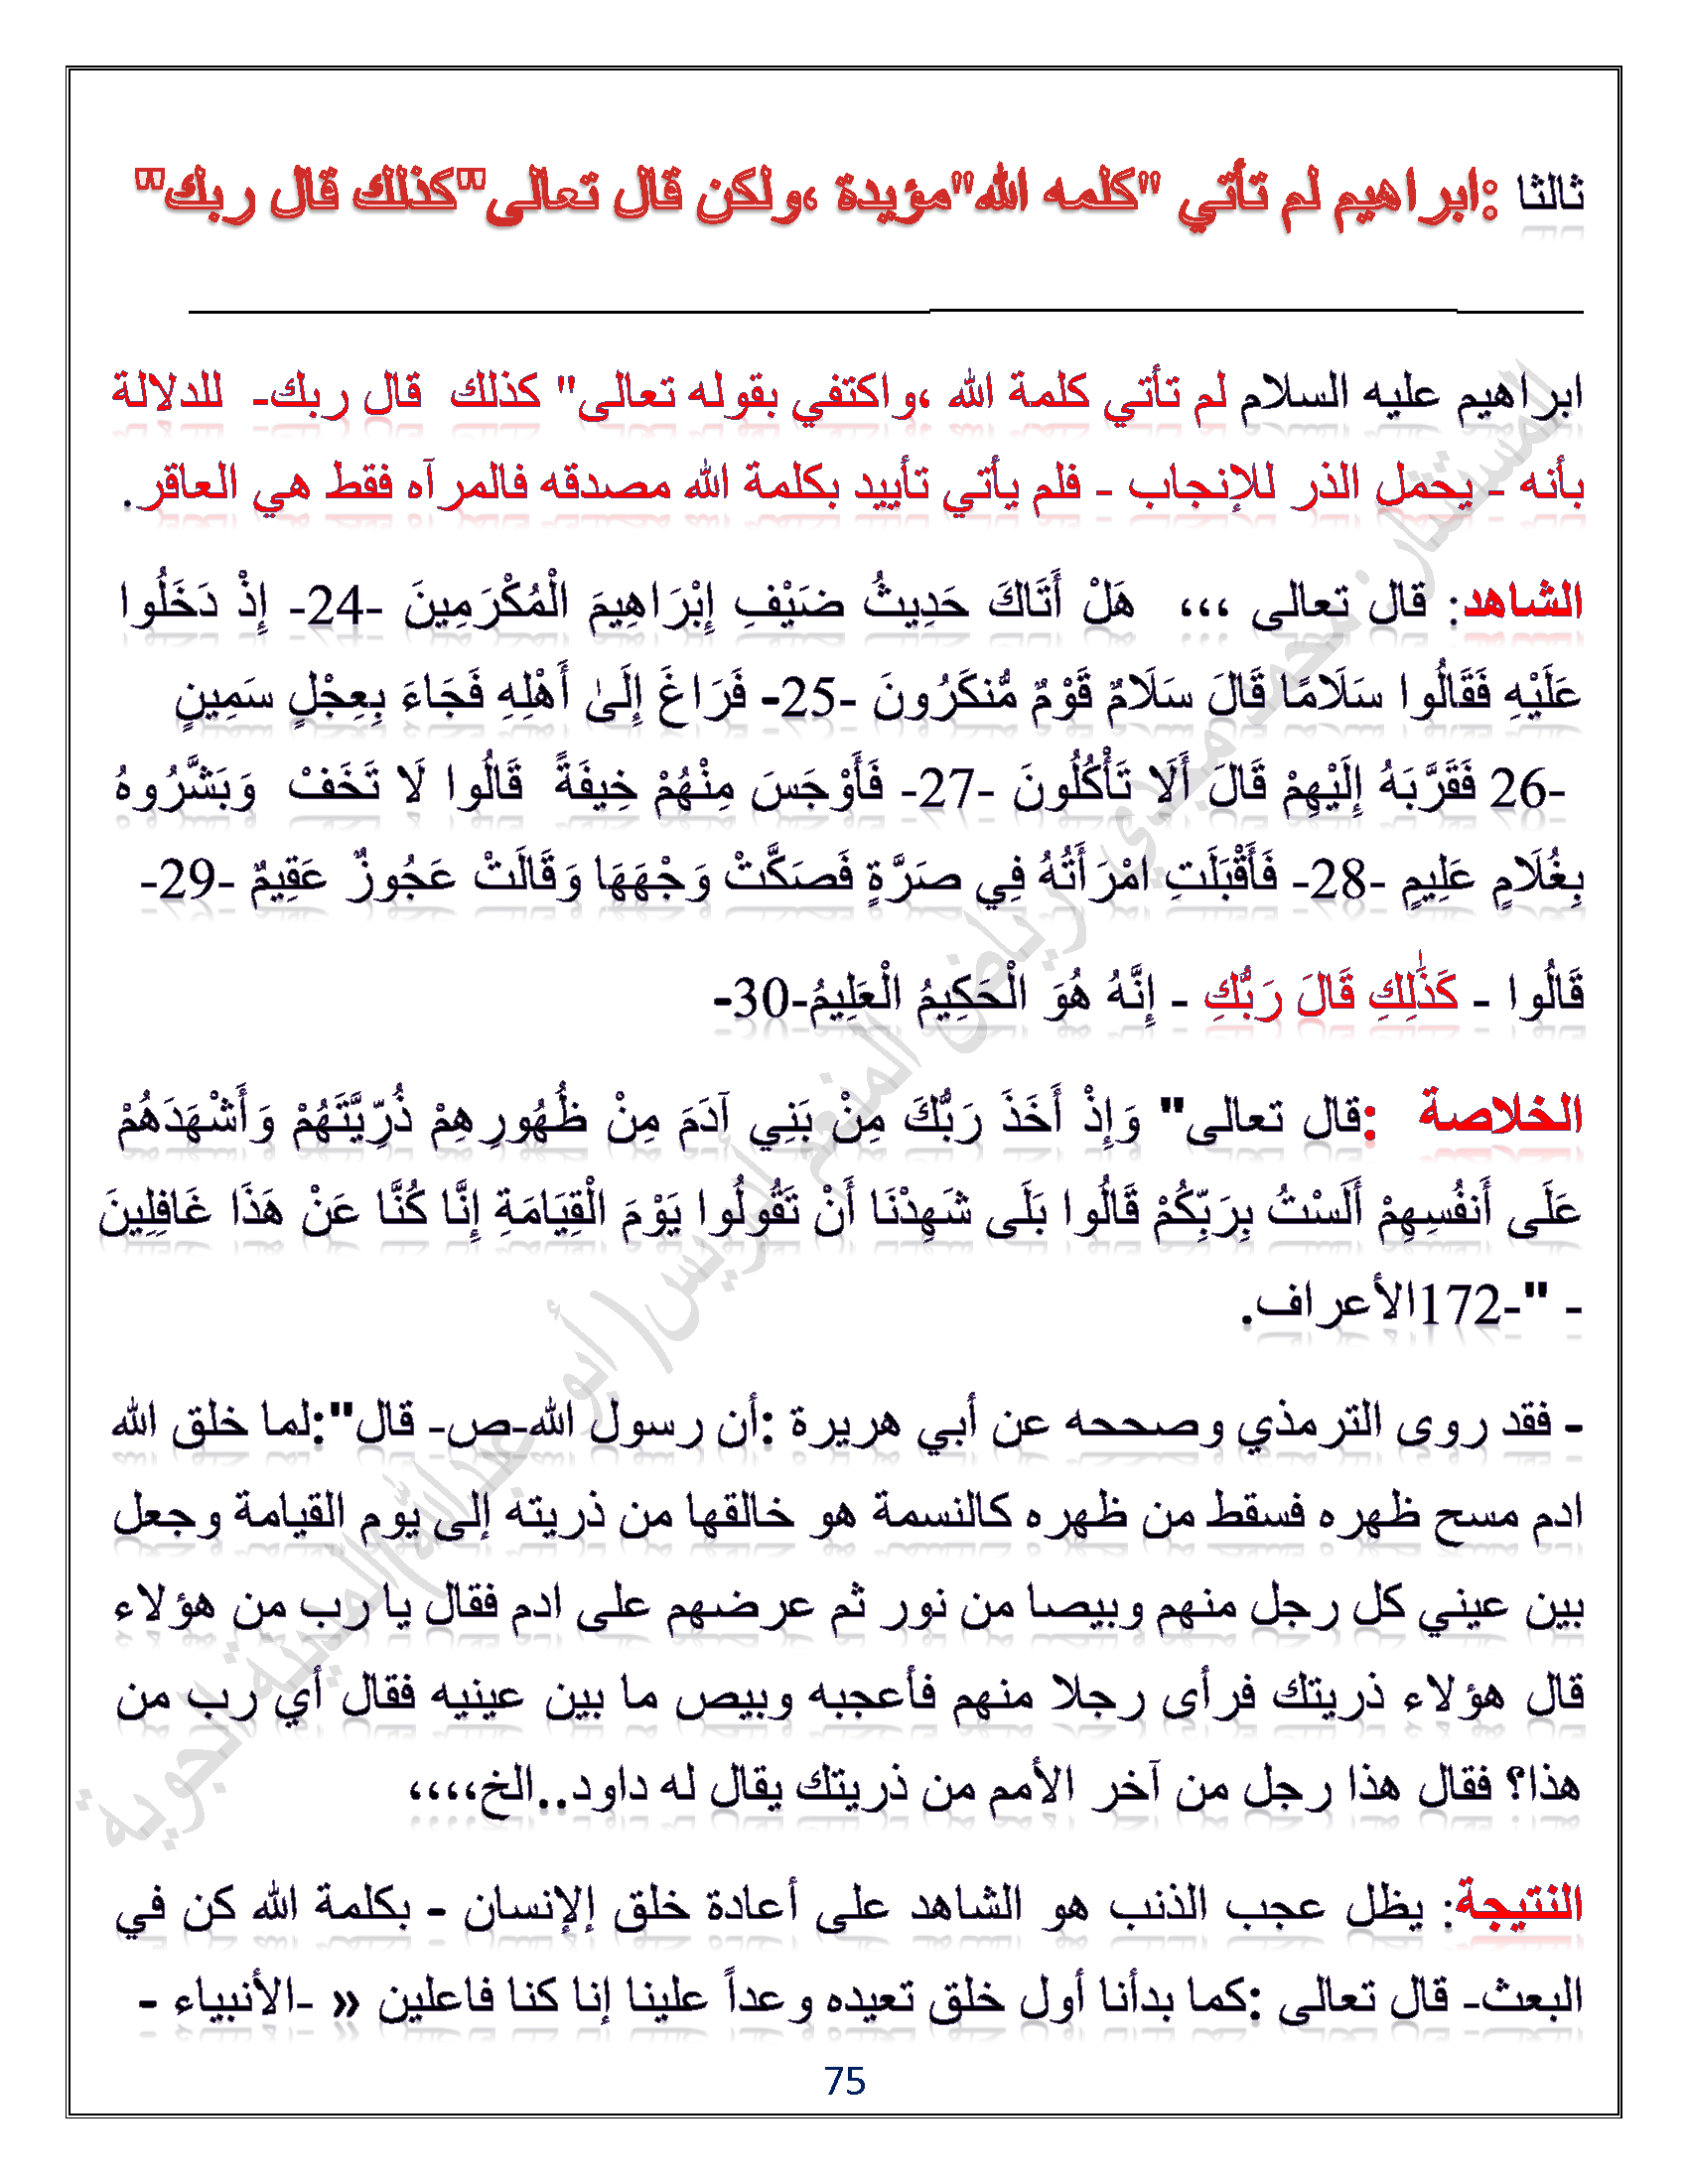 ثالثا :ابراهيم لم تأتي "كلمه الله"مؤيدة ،ولكن قال تعالى"كذلك قال ربك"
ابراهيم عليه السلام لم تأتي كلمة الله ،واكتفي بقوله تعالى" كذلك قال ربك- للدلالة
بأنه - يحمل الذر للإنجاب - فلم يأتي تأييد بكلمة الله مصدقه فالمرآه فقط هي العاقر.
الشاهد: قال تعالى ،،، هَلْ أَتَاكَ حَدِيثُ ضَيْفِ إِبْرَاهِيمَ الْمُكْرَمِينَ -24- إِذْ دَخَلُوا
عَلَيْهِ فَقَالُوا سَلَامًا قَالَ سَلَامٌ قَوْمٌ مُّنكَرُونَ -25- فَرَاغَ إِلَىٰ أَهْلِهِ فَجَاءَ بِعِجْلٍ سَمِينٍ
-26 فَقَرَّبَهُ إِلَيْهِمْ قَالَ أَلَا تَأْكُلُونَ -27- فَأَوْجَسَ مِنْهُمْ خِيفَةً قَالُوا لَا تَخَفْ وَبَشَّرُوهُ
بِغُلَامٍ عَلِيمٍ -28- فَأَقْبَلَتِ امْرَأَتُهُ فِي صَرَّةٍ فَصَكَّتْ وَجْهَهَا وَقَالَتْ عَجُوزٌ عَقِيمٌ -29-
قَالُوا - كَذَٰلِكِ قَالَ رَبُّكِ - إِنَّهُ هُوَ الْحَكِيمُ الْعَلِيمُ-30-
الخلاصة :قال تعالى" وَإِذْ أَخَذَ رَبُّكَ مِنْ بَنِي آدَمَ مِنْ ظُهُورِهِمْ ذُرِّيَّتَهُمْ وَأَشْهَدَهُمْ
عَلَى أَنفُسِهِمْ أَلَسْتُ بِرَبِّكُمْ قَالُوا بَلَى شَهِدْنَا أَنْ تَقُولُوا يَوْمَ الْقِيَامَةِ إِنَّا كُنَّا عَنْ هَذَا غَافِلِينَ
- "-172الأعراف.
- فقد روى الترمذي وصححه عن أبي هريرة :أن رسول الله-ص- قال":لما خلق الله
ادم مسح ظهره فسقط من ظهره كالنسمة هو خالقها من ذريته إلى يوم القيامة وجعل
بين عيني كل رجل منهم وبيصا من نور ثم عرضهم على ادم فقال يا رب من هؤلاء
قال هؤلاء ذريتك فرأى رجلا منهم فأعجبه وبيص ما بين عينيه فقال أي رب من
هذا؟ فقال هذا رجل من آخر الأمم من ذريتك يقال له داود..الخ،،،،
النتيجة: يظل عجب الذنب هو الشاهد على أعادة خلق إلإنسان - بكلمة الله كن في
البعث- قال تعالى :كما بدأنا أول خلق تعيده وعداً علينا إنا كنا فاعلين » -الأنبياء -
75